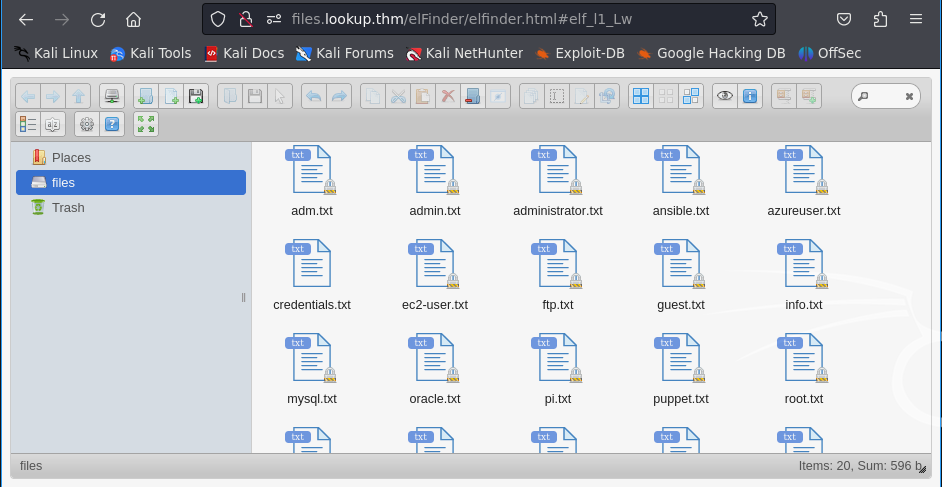 files.lookup.thm/elFinder/elfinder.html#elf_l1_Lw
Kali Linux Kali Tools Kali Docs Kali Forums Kali NetHunter Exploit-DB Google Hacking DB OffSec
Places
files
Trash
txt txt txt txt txt
adm.txt admin.txt administrator.txt ansible.txt azureuser.txt
txt txt txt txt txt
credentials.txt ec2-user.txt ftp.txt guest.txt info.txt
txt txt txt txt txt
mysql.txt oracle.txt pi.txt puppet.txt root.txt
txt txt txt txt txt
files Items: 20, Sum: 596 b